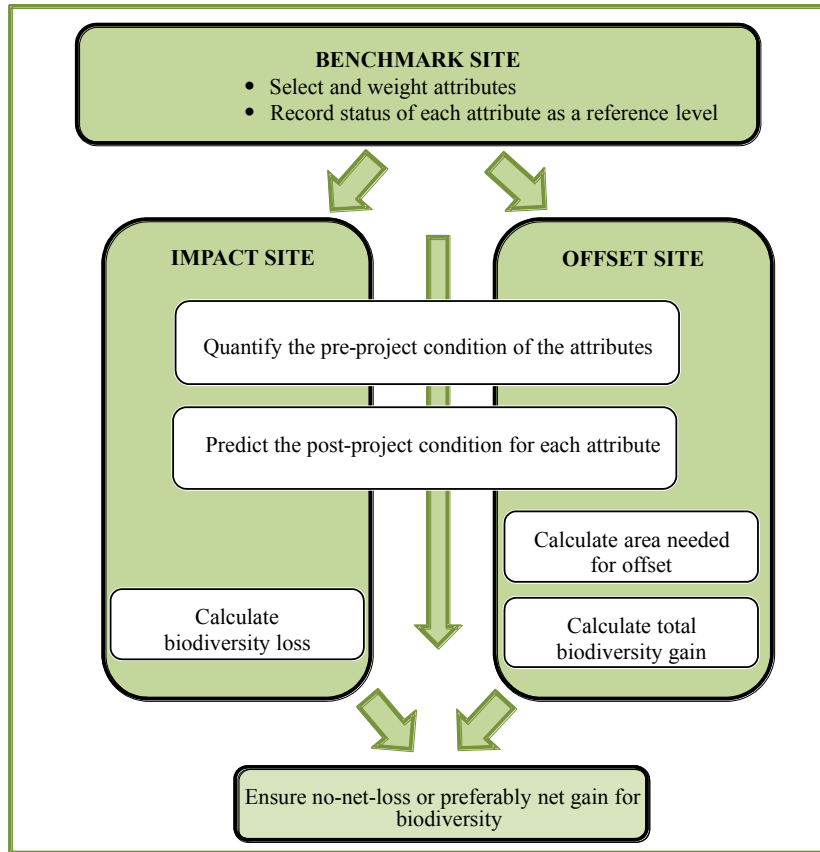 BENCHMARK SITE
• Select and weight attributes
• Record status of each attribute as a reference level
IMPACT SITE
OFFSET SITE
Quantify the pre-project condition of the attributes
Predict the post-project condition for each attribute
Calculate area needed
for offset
Calculate
biodiversity loss
Calculate total
biodiversity gain
Ensure no-net-loss or preferably net gain for
biodiversity